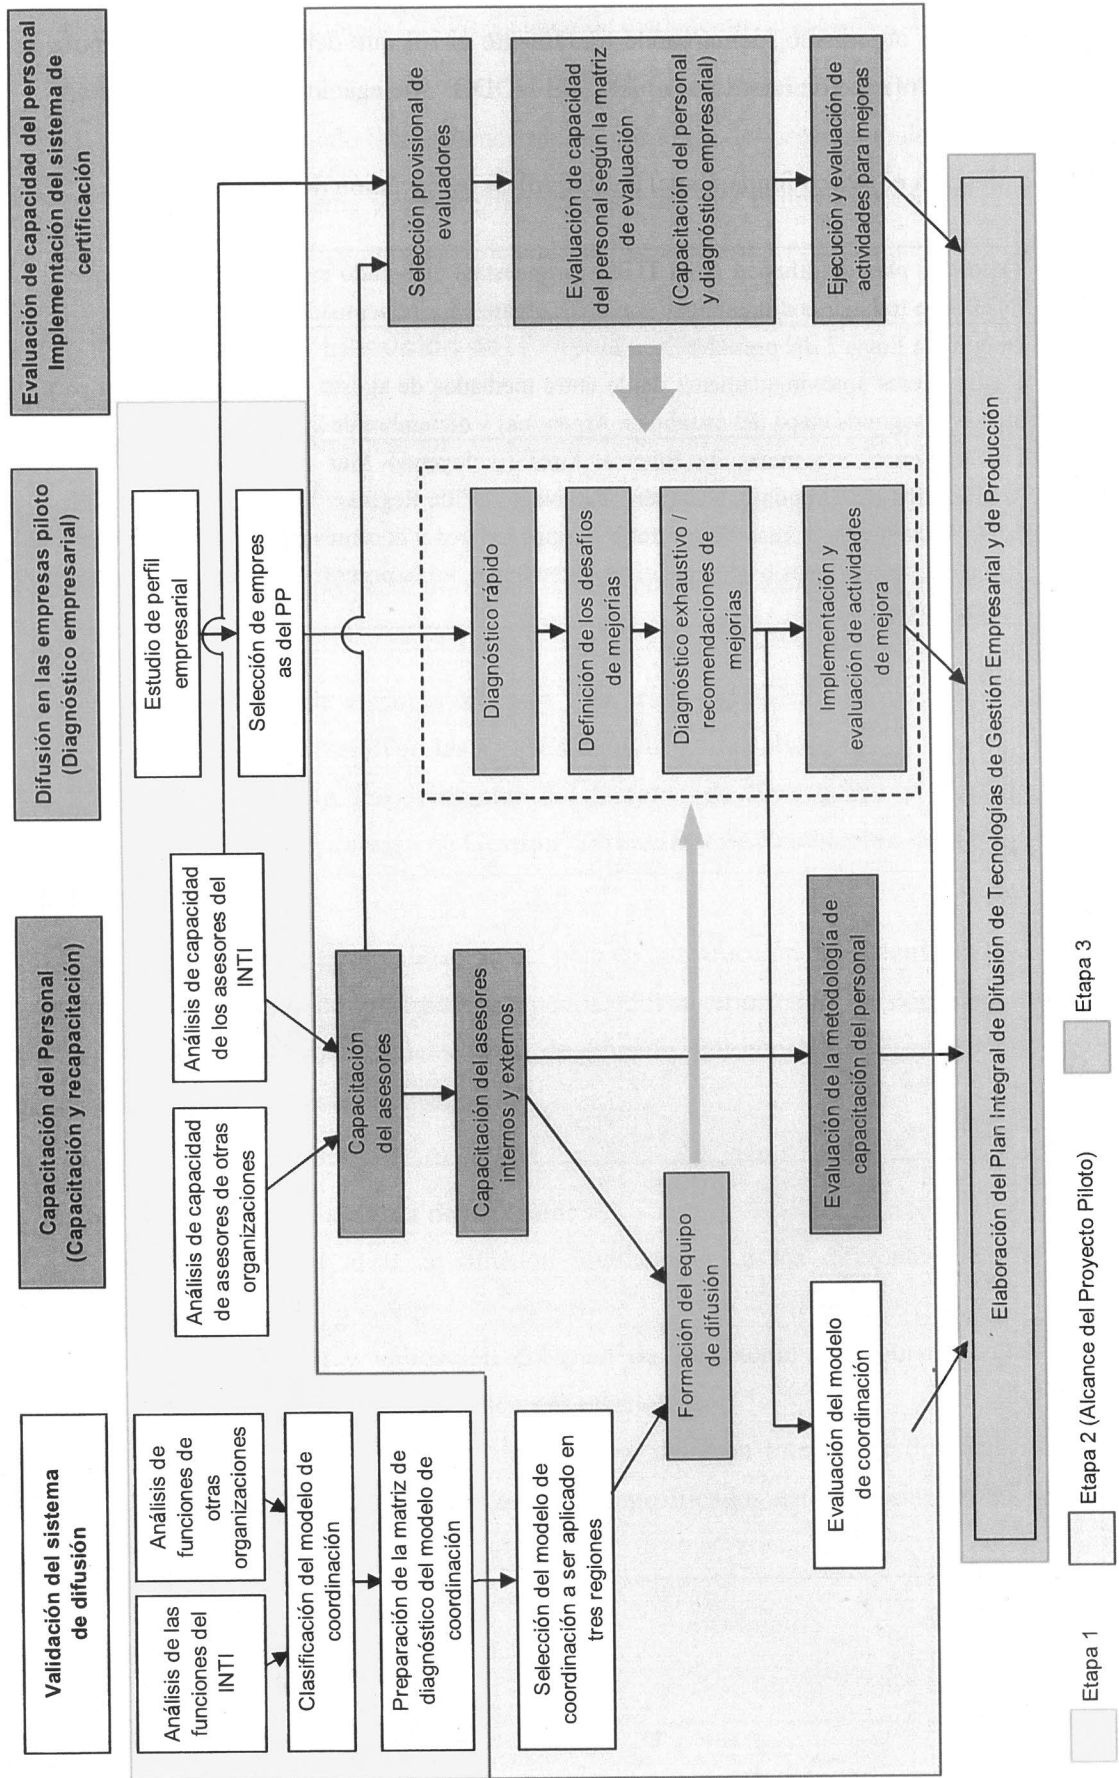 Validación del sistema
de difusión
Capacitación del Personal
(Capacitación y recapacitación)
Difusión en las empresas piloto
(Diagnóstico empresarial)
Evaluación de capacidad del personal
Implementación del sistema de
certificación
Análisis de las
funciones del
INTI
Análisis de
funciones de
otras
organizaciones
Clasificación del modelo de
coordinación
Preparación de la matriz de
diagnóstico del modelo de
coordinación
Selección del modelo de
coordinación a ser aplicado en
tres regiones
Evaluación del modelo
de coordinación
Análisis de capacidad
de asesores de otras
organizaciones
Análisis de capacidad
de los asesores del
INTI
Capacitación
del asesores
Capacitación del asesores
internos y externos
Formación del equipo
de difusión
Evaluación de la metodología de
capacitación del personal
Estudio de perfil
empresarial
Selección de empres
as del PP
Diagnóstico rápido
Definición de los desafíos
de mejorías
Diagnóstico exhaustivo /
recomendaciones de
mejorías
Implementación y
evaluación de actividades
de mejora
Selección provisional de
evaluadores
Evaluación de capacidad
del personal según la matriz
de evaluación
(Capacitación del personal
y diagnóstico empresarial)
Ejecución y evaluación de
actividades para mejoras
Elaboración del Plan Integral de Difusión de Tecnologías de Gestión Empresarial y de Producción
Etapa 1
Etapa 2 (Alcance del Proyecto Piloto)
Etapa 3